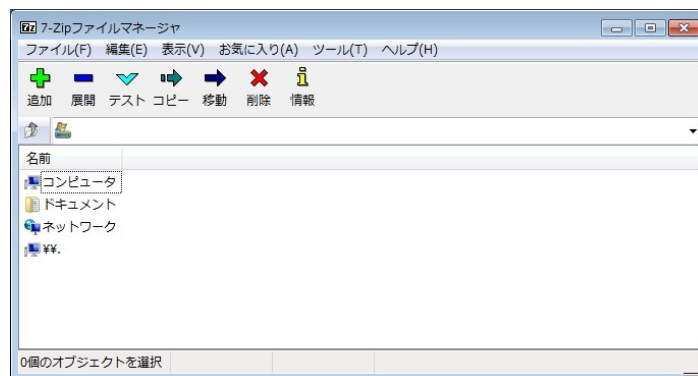 7z 7-Zipファイルマネージャ
ファイル(F) 編集(E) 表示(V) お気に入り(A) ツール(T) ヘルプ(H)
追加 展開 テスト コピー 移動 削除 情報
名前
コンピュータ
ドキュメント
ネットワーク
¥¥.
0個のオブジェクトを選択